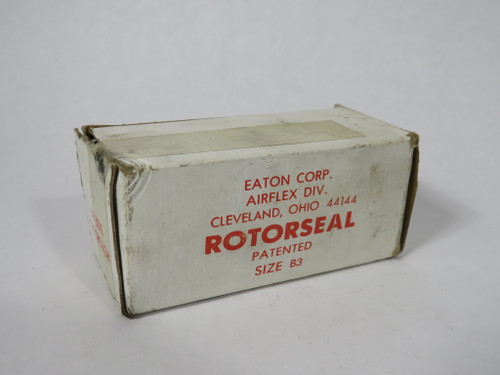 EATON CORP.
AIRFLEX DIV.
CLEVELAND, OHIO 44144
ROTORSEAL
PATENTED
SIZE B3